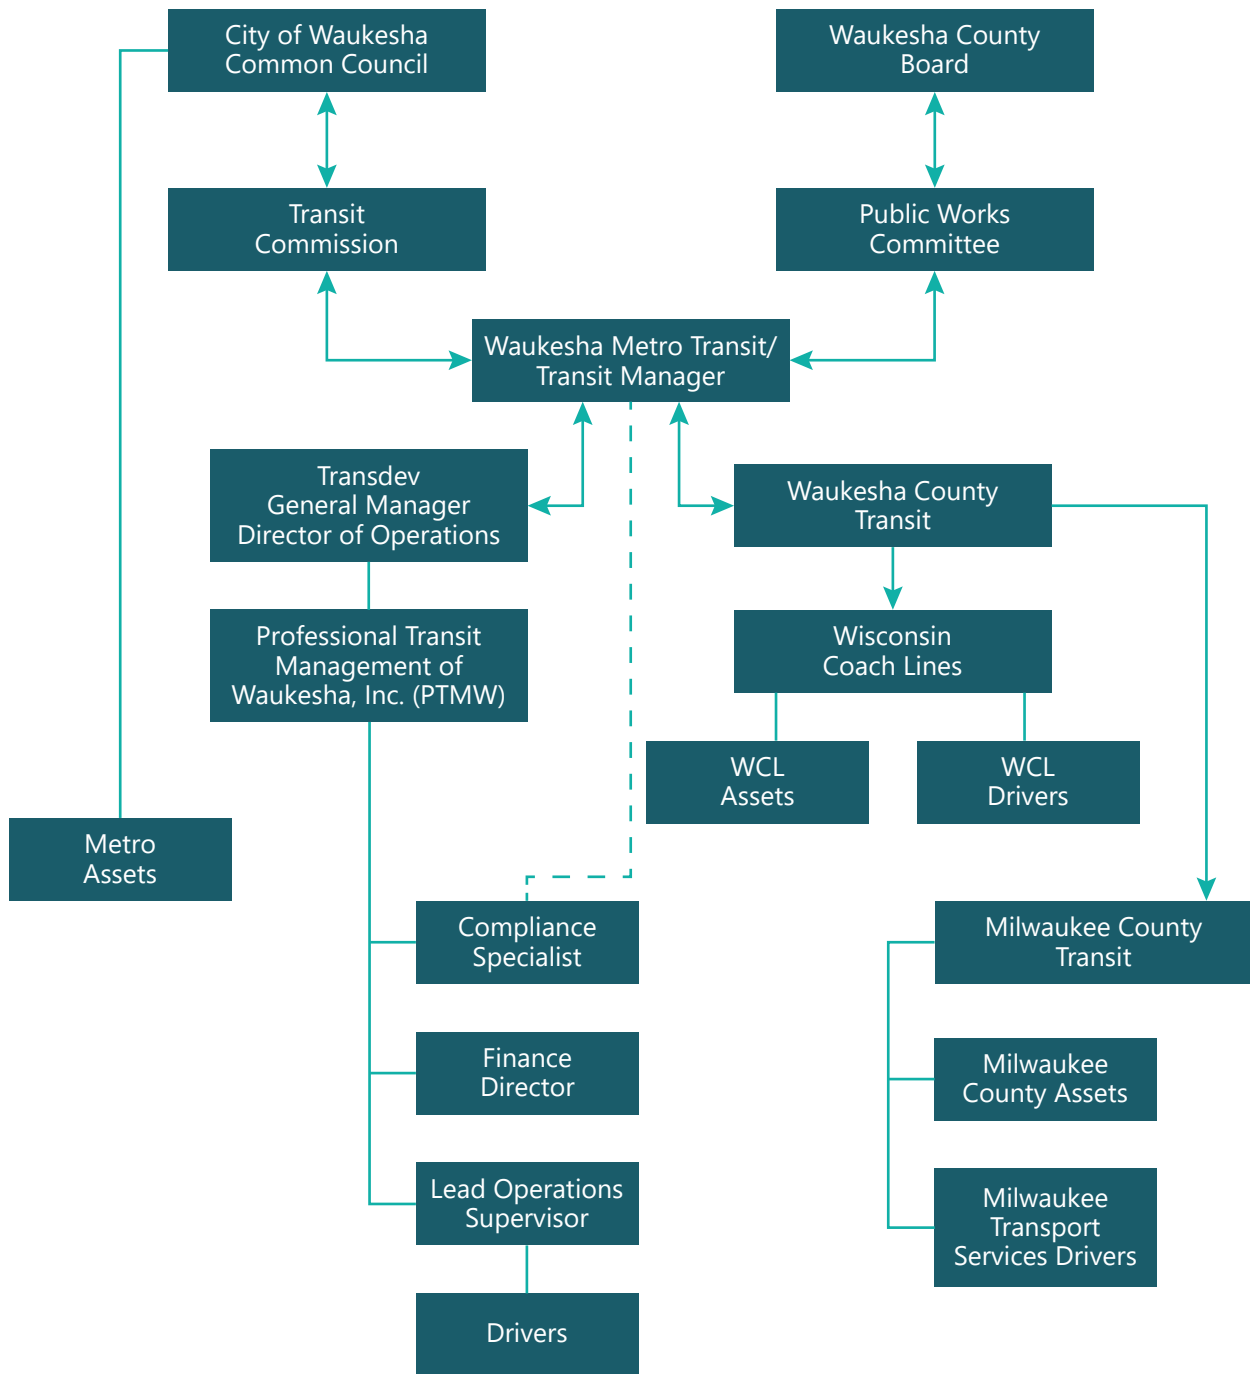 City of Waukesha
Common Council
Waukesha County
Board
Transit
Commission
Public Works
Committee
Waukesha Metro Transit/
Transit Manager
Transdev
General Manager
Director of Operations
Waukesha County
Transit
Professional Transit
Management of
Waukesha, Inc. (PTMW)
Wisconsin
Coach Lines
WCL
Assets
WCL
Drivers
Metro
Assets
Compliance
Specialist
Milwaukee County
Transit
Finance
Director
Milwaukee
County Assets
Lead Operations
Supervisor
Milwaukee
Transport
Services Drivers
Drivers